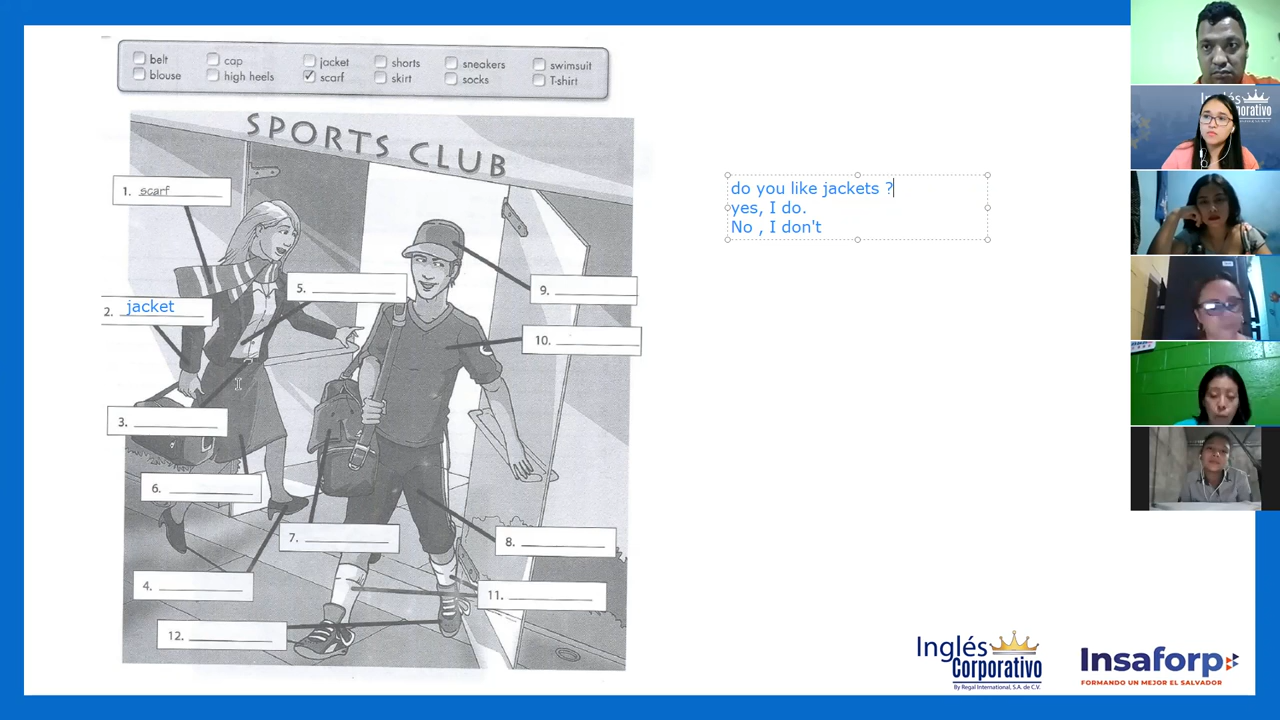 belt
cap
jacket
shorts
sneakers
swimsuit
blouse
high heels
scarf
skirt
socks
T-shirt
SPORTS CLUB
1. scarf
2. jacket
3.
4.
5.
6.
7.
8.
9.
10.
11.
12.
do you like jackets ?
yes, I do.
No , I don't
Inglés
Corporativo
Inglés
Corporativo
By Regal International, S.A. de C.V.
Insaforp
FORMANDO UN MEJOR EL SALVADOR